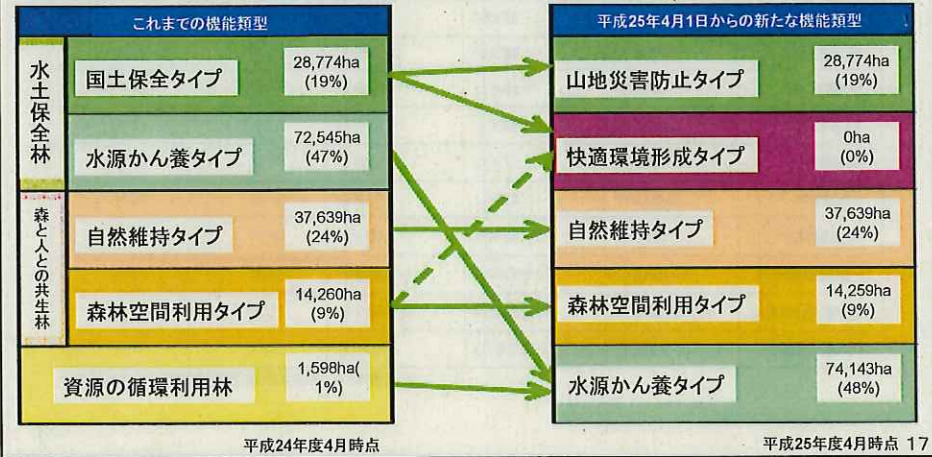 これまでの機能類型
水土保全林
国土保全タイプ
28,774ha
(19%)
水源かん養タイプ
72,545ha
(47%)
森と人との共生林
自然維持タイプ
37,639ha
(24%)
森林空間利用タイプ
14,260ha
(9%)
資源の循環利用林
1,598ha(
1%)
平成24年度4月時点
平成25年4月1日からの新たな機能類型
山地災害防止タイプ
28,774ha
(19%)
快適環境形成タイプ
0ha
(0%)
自然維持タイプ
37,639ha
(24%)
森林空間利用タイプ
14,259ha
(9%)
水源かん養タイプ
74,143ha
(48%)
平成25年度4月時点 17